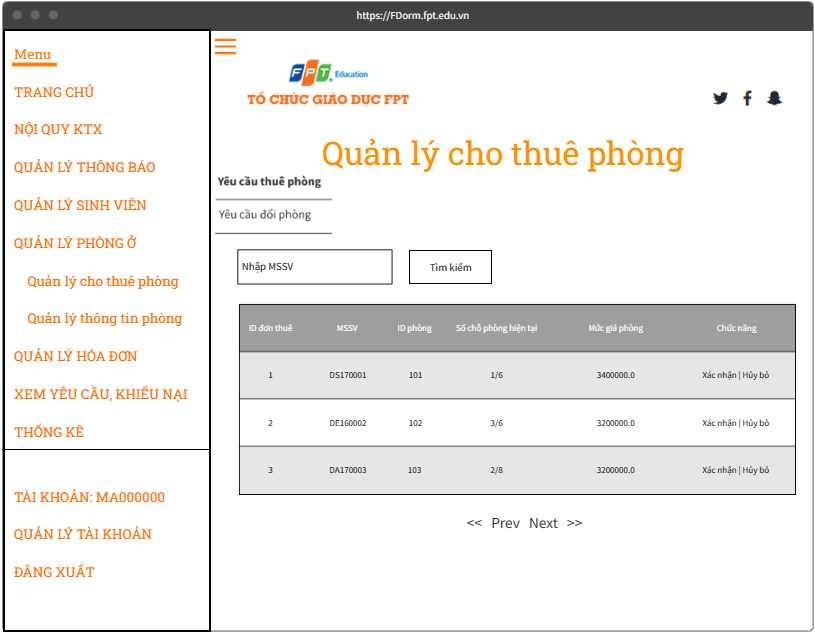 https://FDorm.fpt.edu.vn
Menu
TRANG CHỦ
NỘI QUY KTX
QUẢN LÝ THÔNG BÁO
QUẢN LÝ SINH VIÊN
QUẢN LÝ PHÒNG Ở
Quản lý cho thuê phòng
Quản lý thông tin phòng
QUẢN LÝ HÓA ĐƠN
XEM YÊU CẦU, KHIẾU NẠI
THỐNG KÊ
TÀI KHOẢN: MA000000
QUẢN LÝ TÀI KHOẢN
ĐĂNG XUẤT
FPT Education
TỔ CHỨC GIÁO DỤC FPT
Quản lý cho thuê phòng
Yêu cầu thuê phòng
Yêu cầu đổi phòng
Nhập MSSV Tìm kiếm
ID đơn thuê MSSV ID phòng Số chỗ phòng hiện tại Mức giá phòng Chức năng
1 DS170001 101 1/6 3400000.0 Xác nhận | Hủy bỏ
2 DE160002 102 3/6 3200000.0 Xác nhận | Hủy bỏ
3 DA170003 103 2/8 3200000.0 Xác nhận | Hủy bỏ
<< Prev Next >>